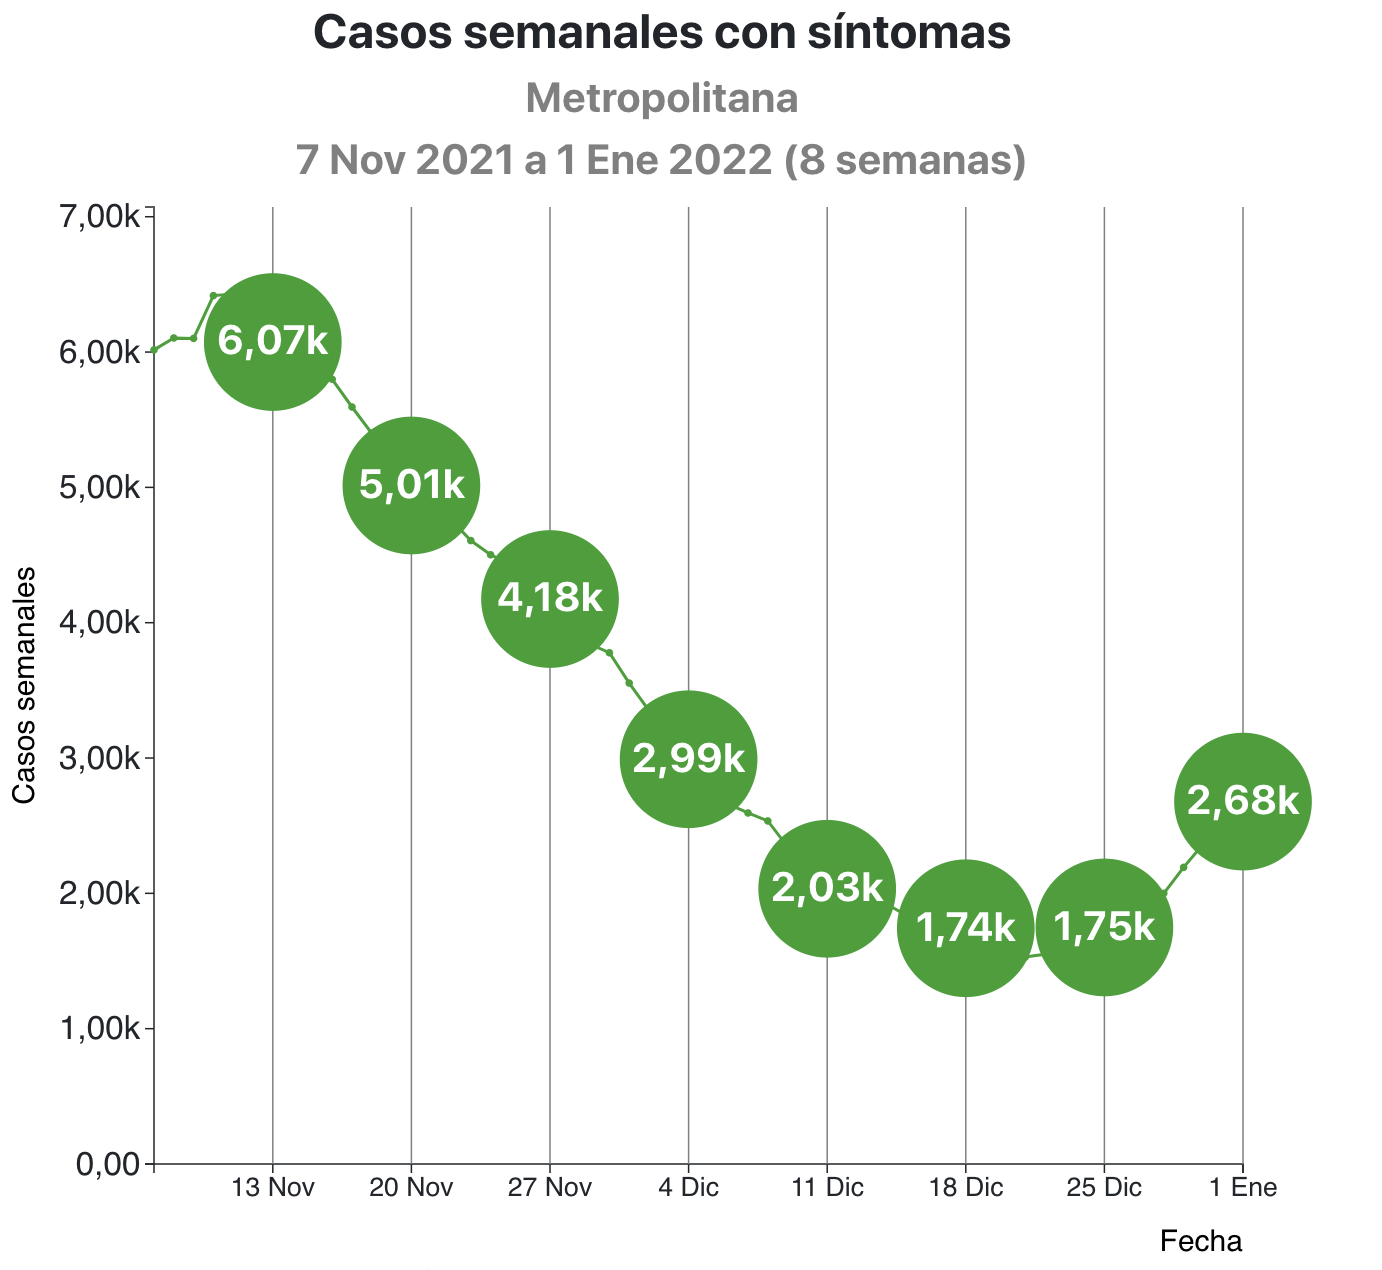 Casos semanales con síntomas
Metropolitana
7 Nov 2021 a 1 Ene 2022 (8 semanas)
7,00k
6,00k
5,00k
4,00k
3,00k
2,00k
1,00k
0,00
Casos semanales
6,07k
5,01k
4,18k
2,99k
2,03k
1,74k
1,75k
2,68k
13 Nov
20 Nov
27 Nov
4 Dic
11 Dic
18 Dic
25 Dic
1 Ene
Fecha